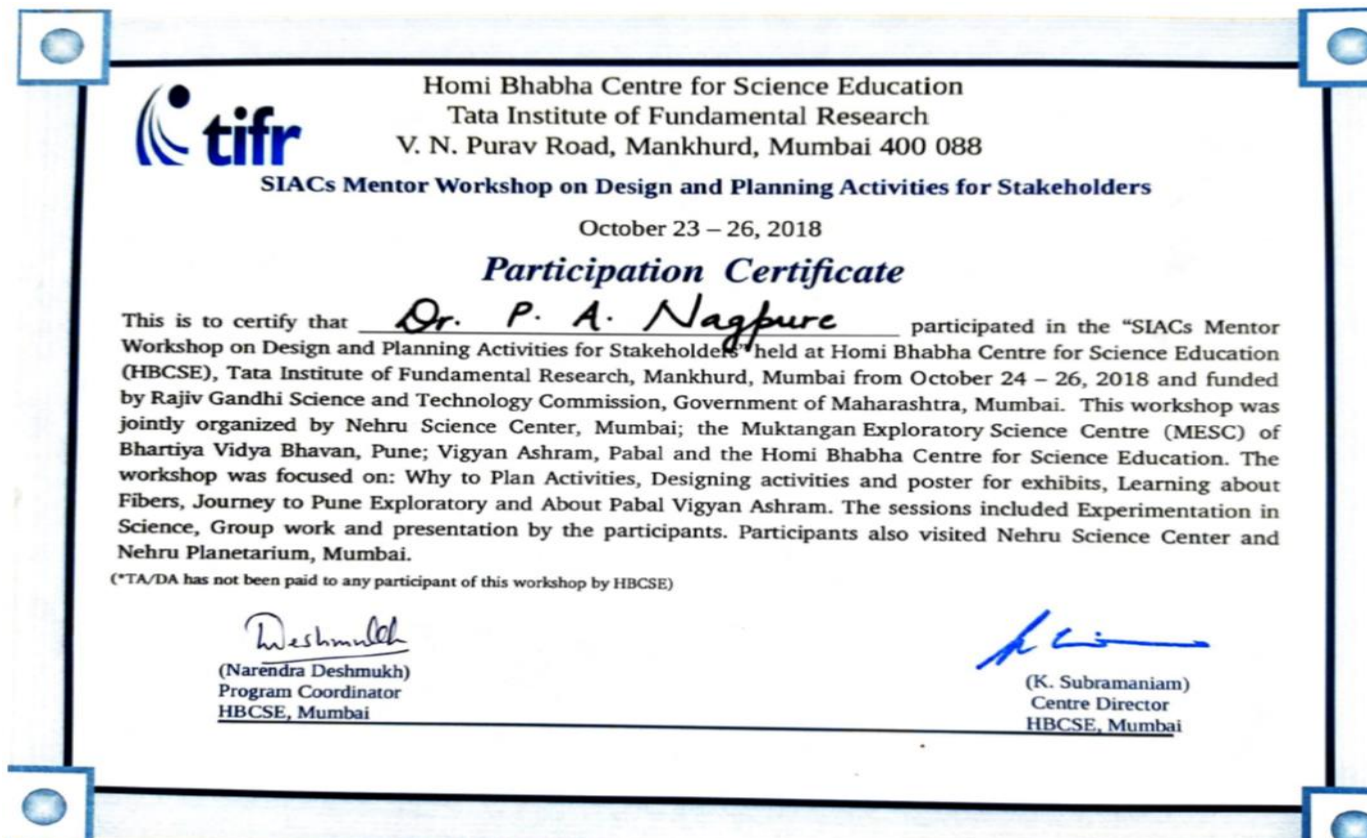 tifr
Homi Bhabha Centre for Science Education
Tata Institute of Fundamental Research
V. N. Purav Road, Mankhurd, Mumbai 400 088
SIACs Mentor Workshop on Design and Planning Activities for Stakeholders
October 23 – 26, 2018
Participation Certificate
This is to certify that Dr. P. A. Nagpure participated in the “SIACs Mentor
Workshop on Design and Planning Activities for Stakeholders” held at Homi Bhabha Centre for Science Education
(HBCSE), Tata Institute of Fundamental Research, Mankhurd, Mumbai from October 24 – 26, 2018 and funded
by Rajiv Gandhi Science and Technology Commission, Government of Maharashtra, Mumbai. This workshop was
jointly organized by Nehru Science Center, Mumbai; the Muktangan Exploratory Science Centre (MESC) of
Bhartiya Vidya Bhavan, Pune; Vigyan Ashram, Pabal and the Homi Bhabha Centre for Science Education. The
workshop was focused on: Why to Plan Activities, Designing activities and poster for exhibits, Learning about
Fibers, Journey to Pune Exploratory and About Pabal Vigyan Ashram. The sessions included Experimentation in
Science, Group work and presentation by the participants. Participants also visited Nehru Science Center and
Nehru Planetarium, Mumbai.
(*TA/DA has not been paid to any participant of this workshop by HBCSE)
Deshmukh
(Narendra Deshmukh)
Program Coordinator
HBCSE, Mumbai
(K. Subramaniam)
Centre Director
HBCSE, Mumbai